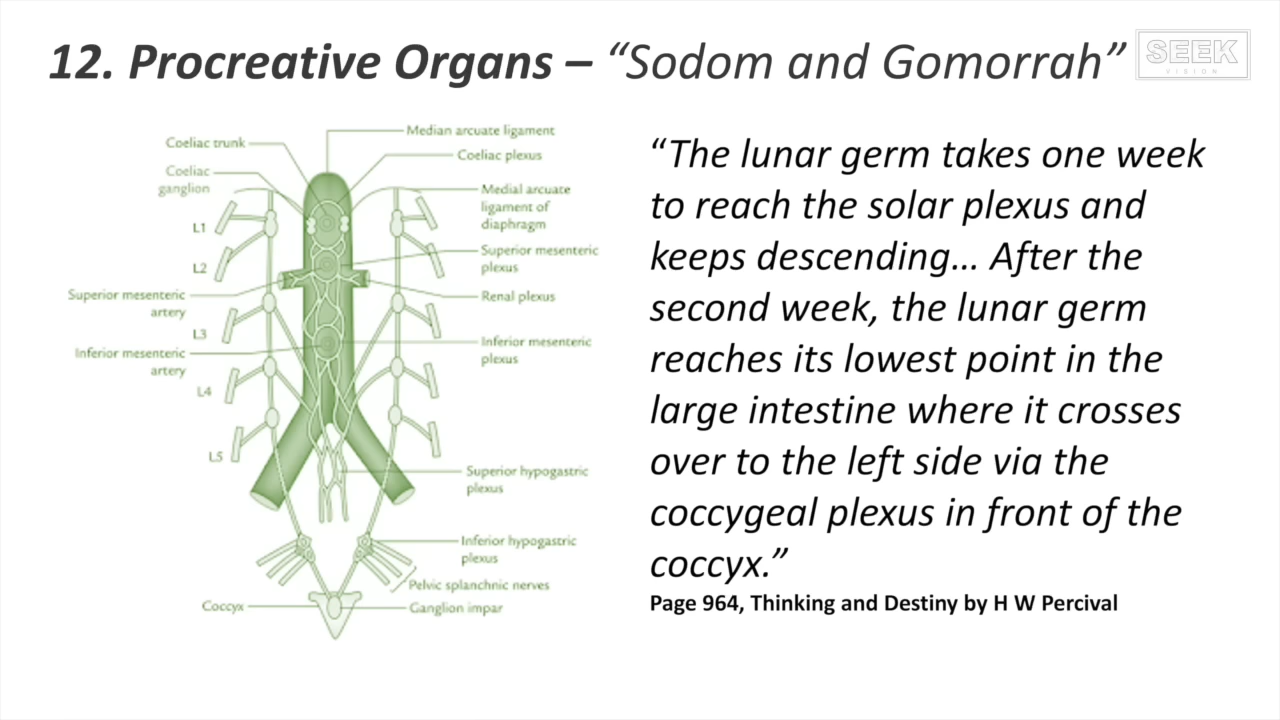 12. Procreative Organs – “Sodom and Gomorrah”
SEEK
VISION
Median arcuate ligament
Coeliac trunk
Coeliac plexus
Coeliac
ganglion
Medial arcuate
ligament of
diaphragm
L1
Superior mesenteric
plexus
L2
Superior mesenteric
artery
Renal plexus
L3
Inferior mesenteric
plexus
Inferior mesenteric
artery
L4
L5
Superior hypogastric
plexus
Inferior hypogastric
plexus
Pelvic splanchnic nerves
Coccyx
Ganglion impar
“The lunar germ takes one week
to reach the solar plexus and
keeps descending… After the
second week, the lunar germ
reaches its lowest point in the
large intestine where it crosses
over to the left side via the
coccygeal plexus in front of the
coccyx.”
Page 964, Thinking and Destiny by H W Percival